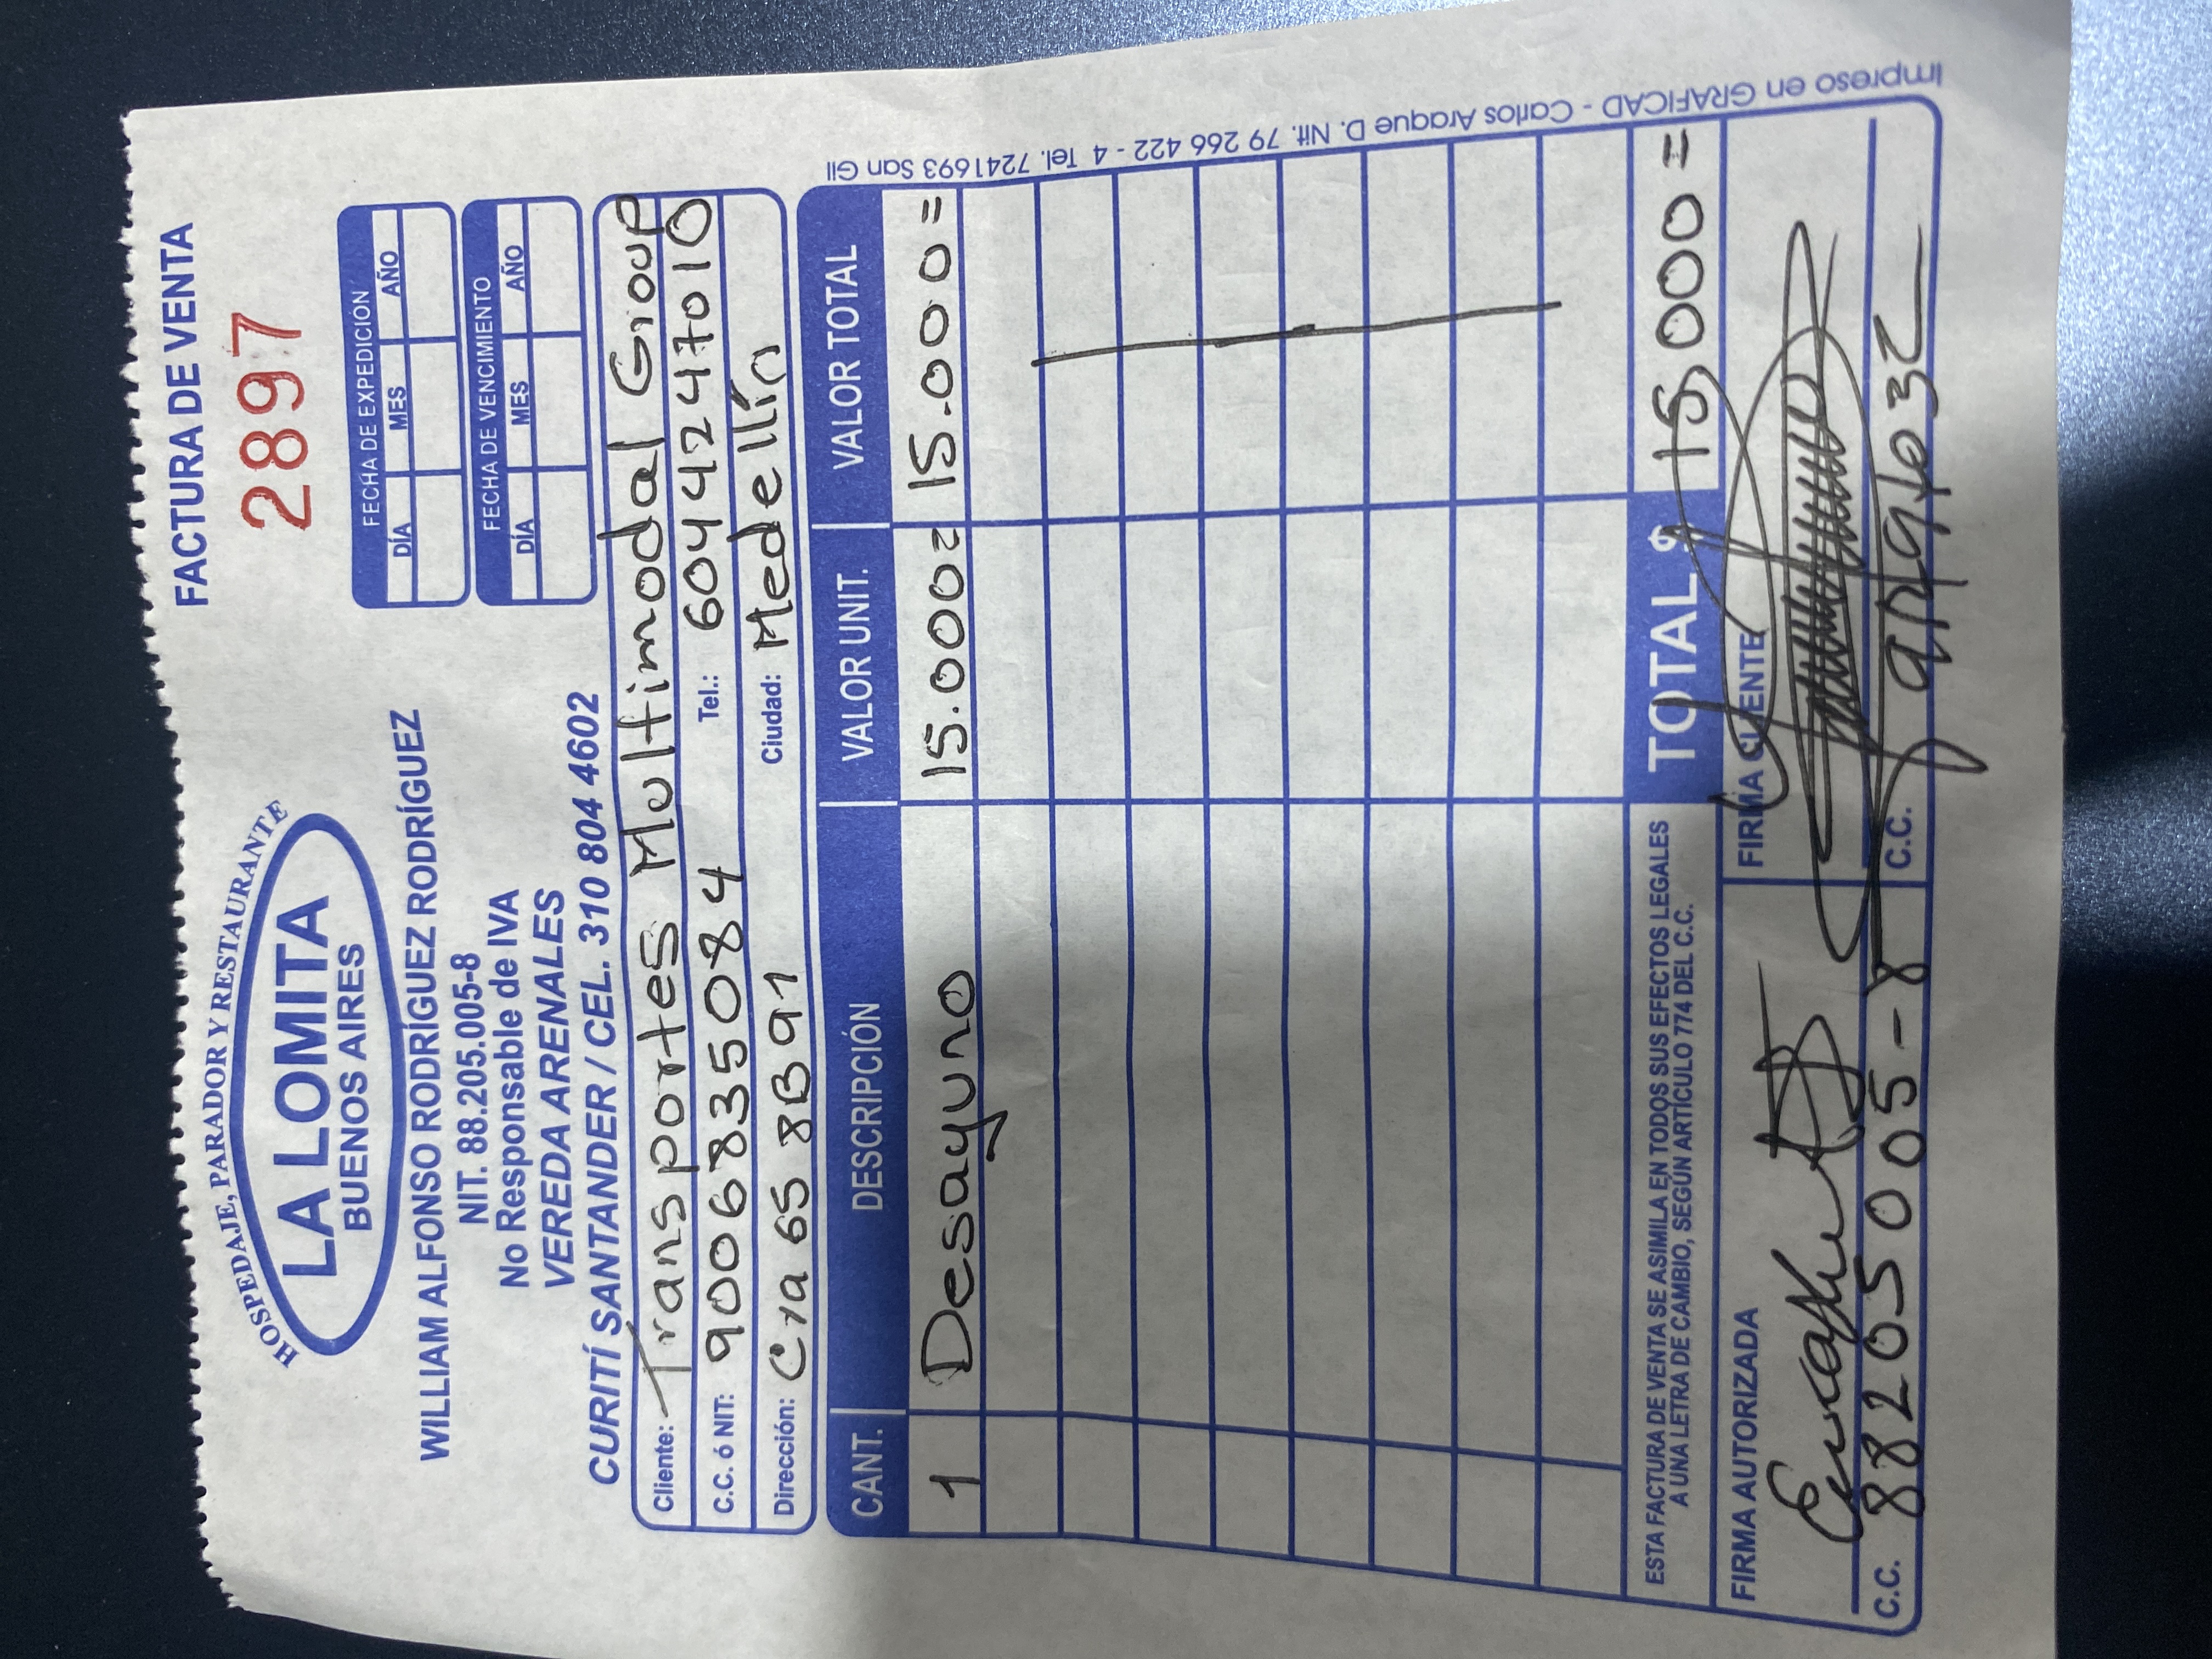 HOSPEDAJE, PARADOR Y RESTAURANTE
LA LOMITA
BUENOS AIRES
WILLIAM ALFONSO RODRÍGUEZ RODRÍGUEZ
NIT. 88.205.005-8
No Responsable de IVA
VEREDA ARENALES
CURITÍ SANTANDER / CEL. 310 804 4602
FACTURA DE VENTA
2897
FECHA DE EXPEDICIÓN
DÍA MES AÑO
FECHA DE VENCIMIENTO
DÍA MES AÑO
Cliente: Transportes Multimodal Group
C.C. ó NIT: 9006835084 Tel.: 6044247010
Dirección: Cra 65 8B91 Ciudad: Medellín
CANT. DESCRIPCIÓN VALOR UNIT. VALOR TOTAL
1 Desayuno 15.000= 15.000=
ESTA FACTURA DE VENTA SE ASIMILA EN TODOS SUS EFECTOS LEGALES
A UNA LETRA DE CAMBIO, SEGÚN ARTÍCULO 774 DEL C.C.
TOTAL $ 15,000=
FIRMA AUTORIZADA
C.C. 88205005-8
FIRMA CLIENTE
C.C.
Impreso en GRAFICAD - Carlos Araque D. Nit. 79 266 422 - 4 Tel. 7241693 San Gil